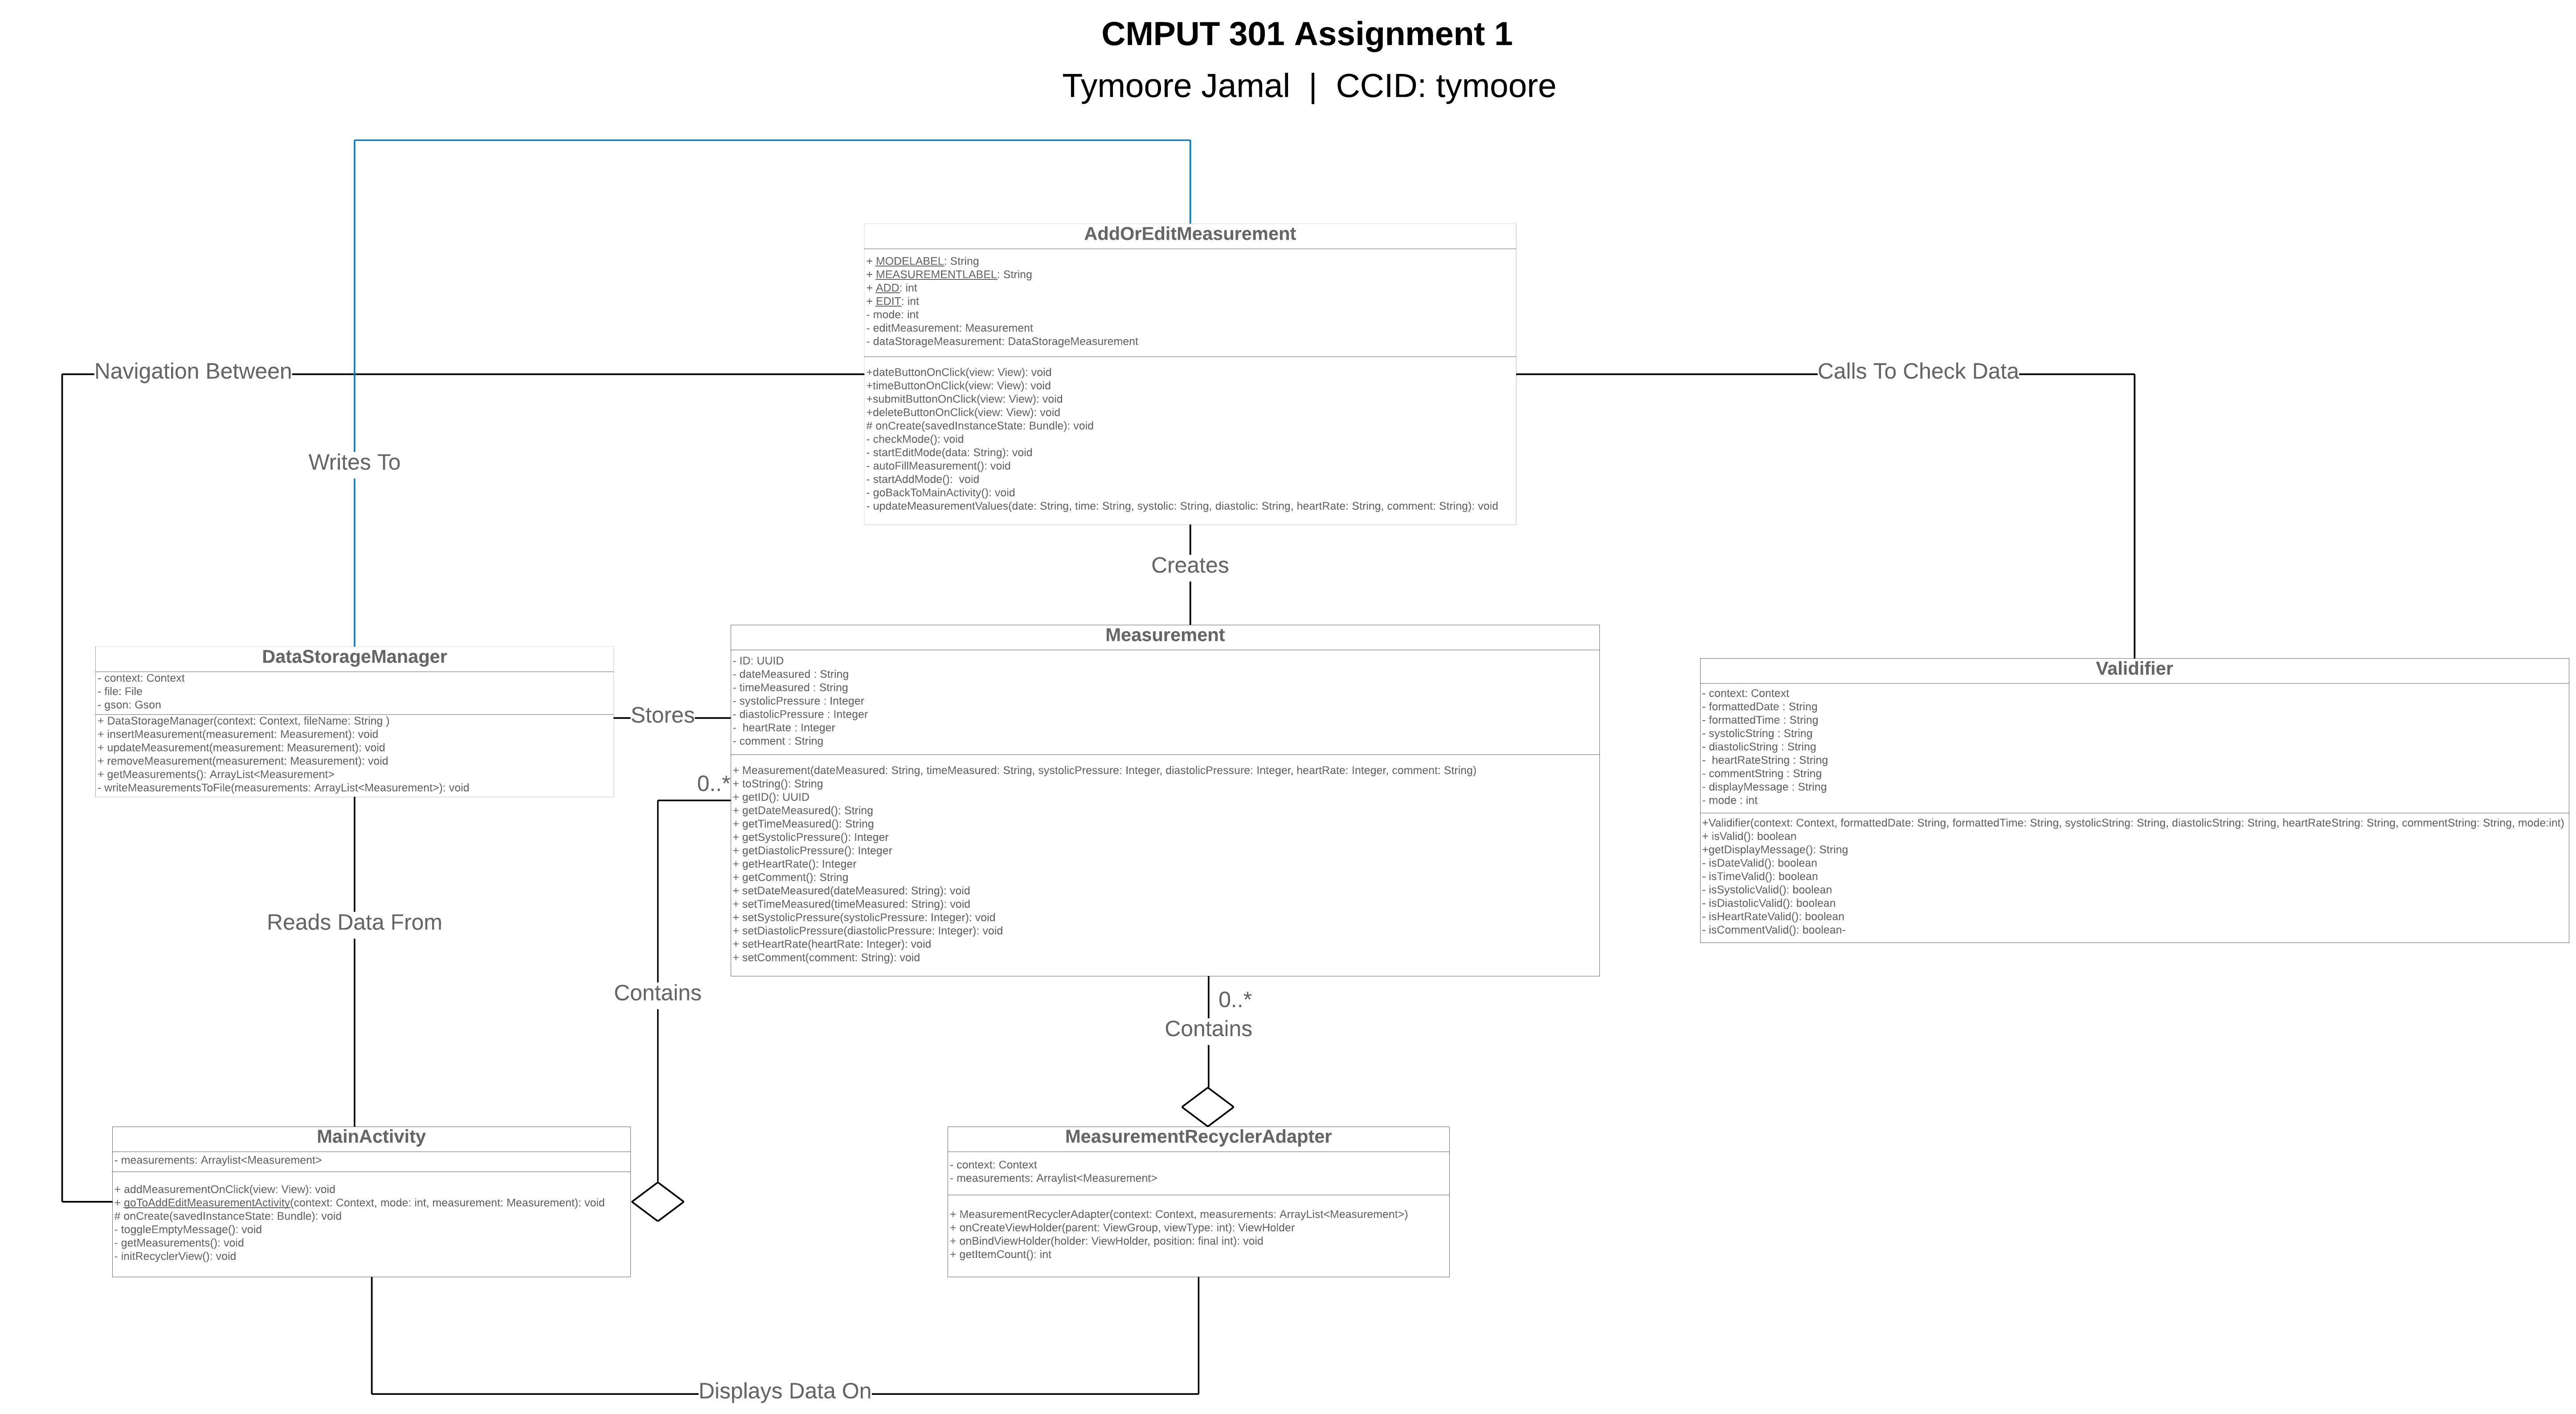 CMPUT 301 Assignment 1
Tymoore Jamal | CCID: tymoore
AddOrEditMeasurement
+ MODELABEL: String
+ MEASUREMENTLABEL: String
+ ADD: int
+ EDIT: int
- mode: int
- editMeasurement: Measurement
- dataStorageMeasurement: DataStorageMeasurement
+dateButtonOnClick(view: View): void
+timeButtonOnClick(view: View): void
+submitButtonOnClick(view: View): void
+deleteButtonOnClick(view: View): void
# onCreate(savedInstanceState: Bundle): void
- checkMode(): void
- startEditMode(data: String): void
- autoFillMeasurement(): void
- startAddMode():  void
- goBackToMainActivity(): void
- updateMeasurementValues(date: String, time: String, systolic: String, diastolic: String, heartRate: String, comment: String): void
Navigation Between
Calls To Check Data
Writes To
Creates
DataStorageManager
- context: Context
- file: File
- gson: Gson
+ DataStorageManager(context: Context, fileName: String )
+ insertMeasurement(measurement: Measurement): void
+ updateMeasurement(measurement: Measurement): void
+ removeMeasurement(measurement: Measurement): void
+ getMeasurements(): ArrayList<Measurement>
- writeMeasurementsToFile(measurements: ArrayList<Measurement>): void
Stores
Measurement
- ID: UUID
- dateMeasured : String
- timeMeasured : String
- systolicPressure : Integer
- diastolicPressure : Integer
-  heartRate : Integer
- comment : String
+ Measurement(dateMeasured: String, timeMeasured: String, systolicPressure: Integer, diastolicPressure: Integer, heartRate: Integer, comment: String)
+ toString(): String
+ getID(): UUID
+ getDateMeasured(): String
+ getTimeMeasured(): String
+ getSystolicPressure(): Integer
+ getDiastolicPressure(): Integer
+ getHeartRate(): Integer
+ getComment(): String
+ setDateMeasured(dateMeasured: String): void
+ setTimeMeasured(timeMeasured: String): void
+ setSystolicPressure(systolicPressure: Integer): void
+ setDiastolicPressure(diastolicPressure: Integer): void
+ setHeartRate(heartRate: Integer): void
+ setComment(comment: String): void
Validifier
- context: Context
- formattedDate : String
- formattedTime : String
- systolicString : String
- diastolicString : String
-  heartRateString : String
- commentString : String
- displayMessage : String
- mode : int
+Validifier(context: Context, formattedDate: String, formattedTime: String, systolicString: String, diastolicString: String, heartRateString: String, commentString: String, mode:int)
+ isValid(): boolean
+getDisplayMessage(): String
- isDateValid(): boolean
- isTimeValid(): boolean
- isSystolicValid(): boolean
- isDiastolicValid(): boolean
- isHeartRateValid(): boolean
- isCommentValid(): boolean-
0..*
Reads Data From
Contains
0..*
Contains
MainActivity
- measurements: Arraylist<Measurement>
+ addMeasurementOnClick(view: View): void
+ goToAddEditMeasurementActivity(context: Context, mode: int, measurement: Measurement): void
# onCreate(savedInstanceState: Bundle): void
- toggleEmptyMessage(): void
- getMeasurements(): void
- initRecyclerView(): void
MeasurementRecyclerAdapter
- context: Context
- measurements: Arraylist<Measurement>
+ MeasurementRecyclerAdapter(context: Context, measurements: ArrayList<Measurement>)
+ onCreateViewHolder(parent: ViewGroup, viewType: int): ViewHolder
+ onBindViewHolder(holder: ViewHolder, position: final int): void
+ getItemCount(): int
Displays Data On